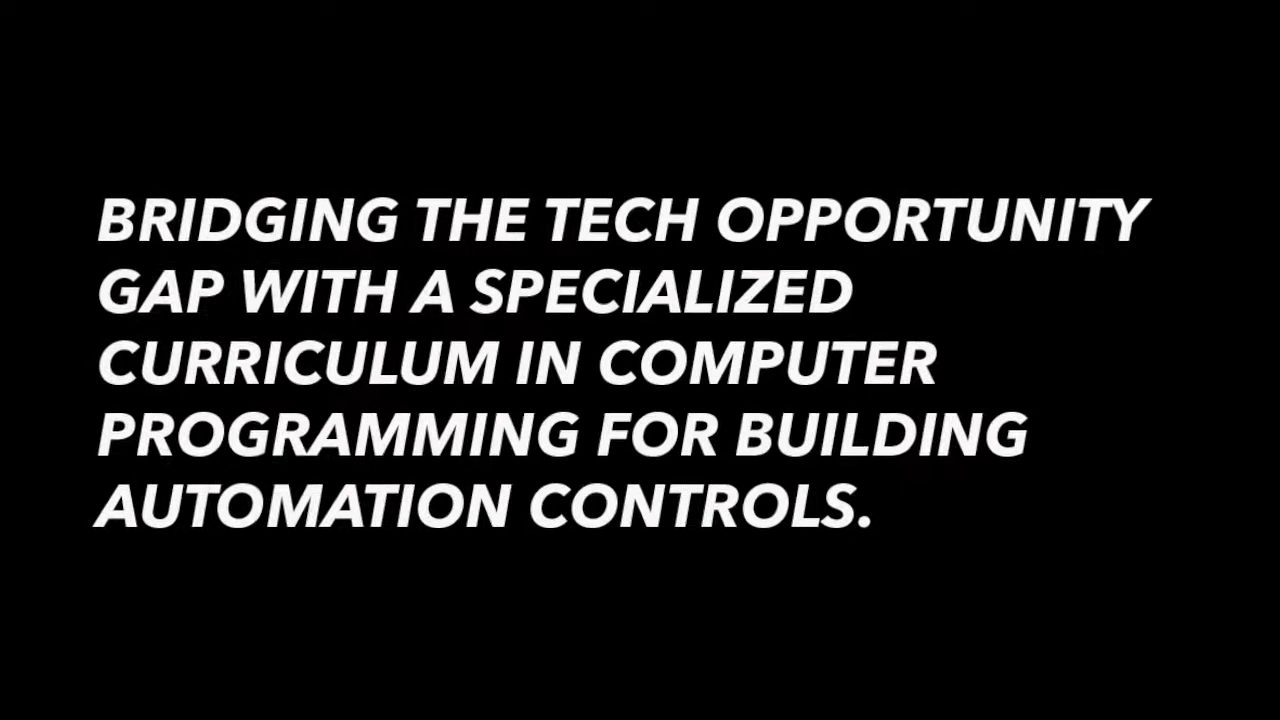 BRIDGING THE TECH OPPORTUNITY
GAP WITH A SPECIALIZED
CURRICULUM IN COMPUTER
PROGRAMMING FOR BUILDING
AUTOMATION CONTROLS.